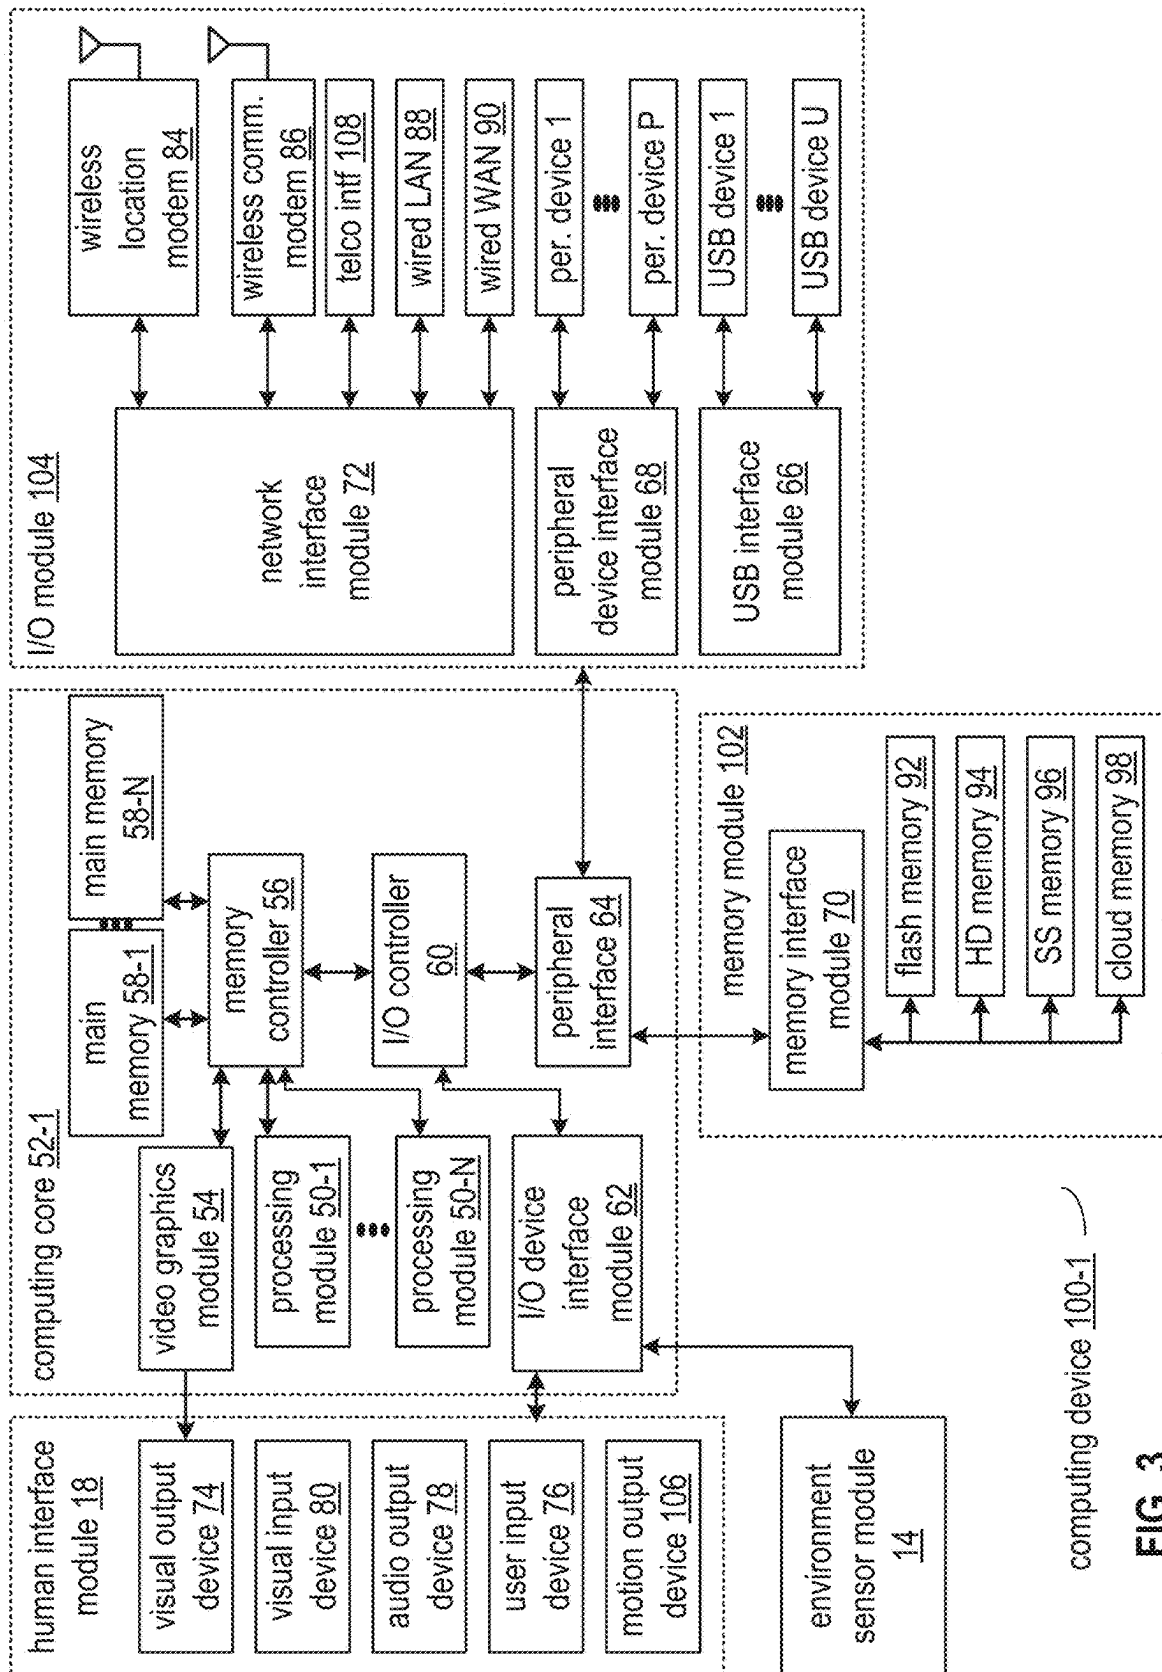 human interface
module 18
visual output
device 74
visual input
device 80
audio output
device 78
user input
device 76
motion output
device 106
environment
sensor module
14
computing core 52-1
video graphics
module 54
processing
module 50-1
processing
module 50-N
I/O device
interface
module 62
main
memory 58-1
main memory
58-N
memory
controller 56
I/O controller
60
peripheral
interface 64
memory module 102
memory interface
module 70
flash memory 92
HD memory 94
SS memory 96
cloud memory 98
I/O module 104
network
interface
module 72
peripheral
device interface
module 68
USB interface
module 66
wireless
location
modem 84
wireless comm.
modem 86
telco intf 108
wired LAN 88
wired WAN 90
per. device 1
per. device P
USB device 1
USB device U
computing device 100-1
FIG. 3